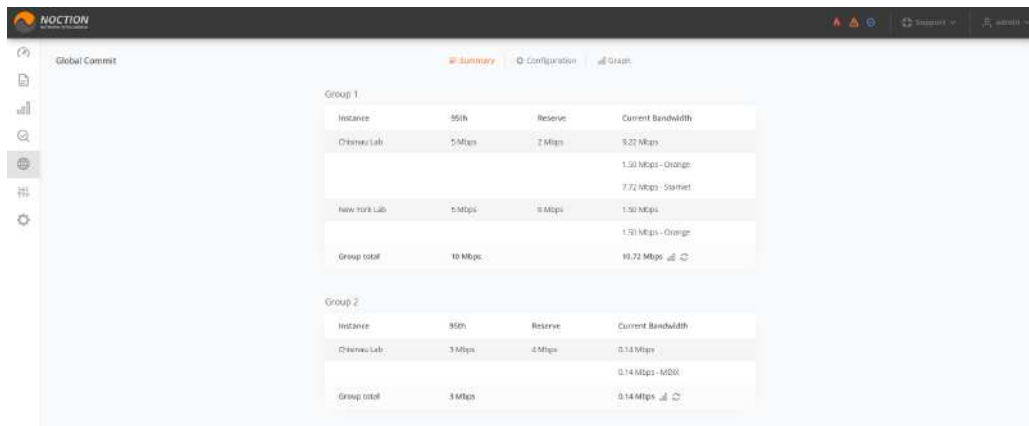 NOCTION
Support
admin
Global Commit
Summary
Configuration
Graph
Group 1
Instance 95th Reserve Current Bandwidth
Chisinau Lab 5 Mbps 2 Mbps 9.22 Mbps
1.50 Mbps - Orange
7.72 Mbps - Starnet
New York Lab 5 Mbps Mbps 1.50 Mbps
1.50 Mbps - Orange
Group total 10 Mbps 10.72 Mbps
Group 2
Instance 95th Reserve Current Bandwidth
Chisinau Lab 3 Mbps 4 Mbps 0.14 Mbps
0.14 Mbps - MDIX
Group total 3 Mbps 0.14 Mbps